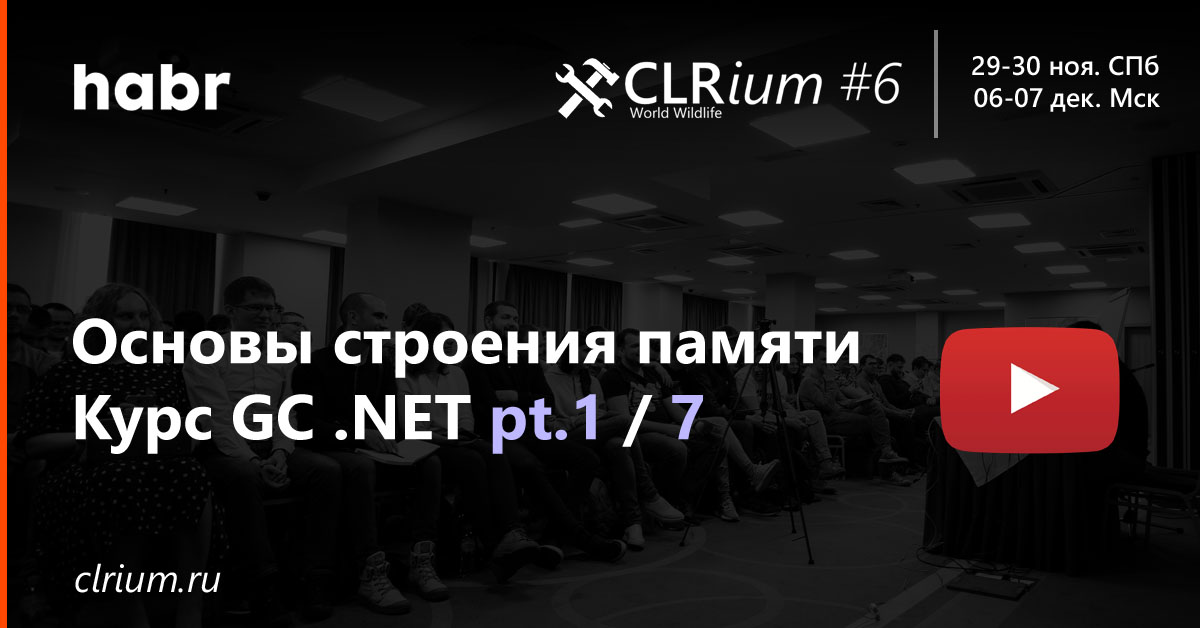 habr
CLRium #6
World Wildlife
29-30 ноя. СПб
06-07 дек. Мск
Основы строения памяти
Курс GC .NET pt.1 / 7
clrium.ru